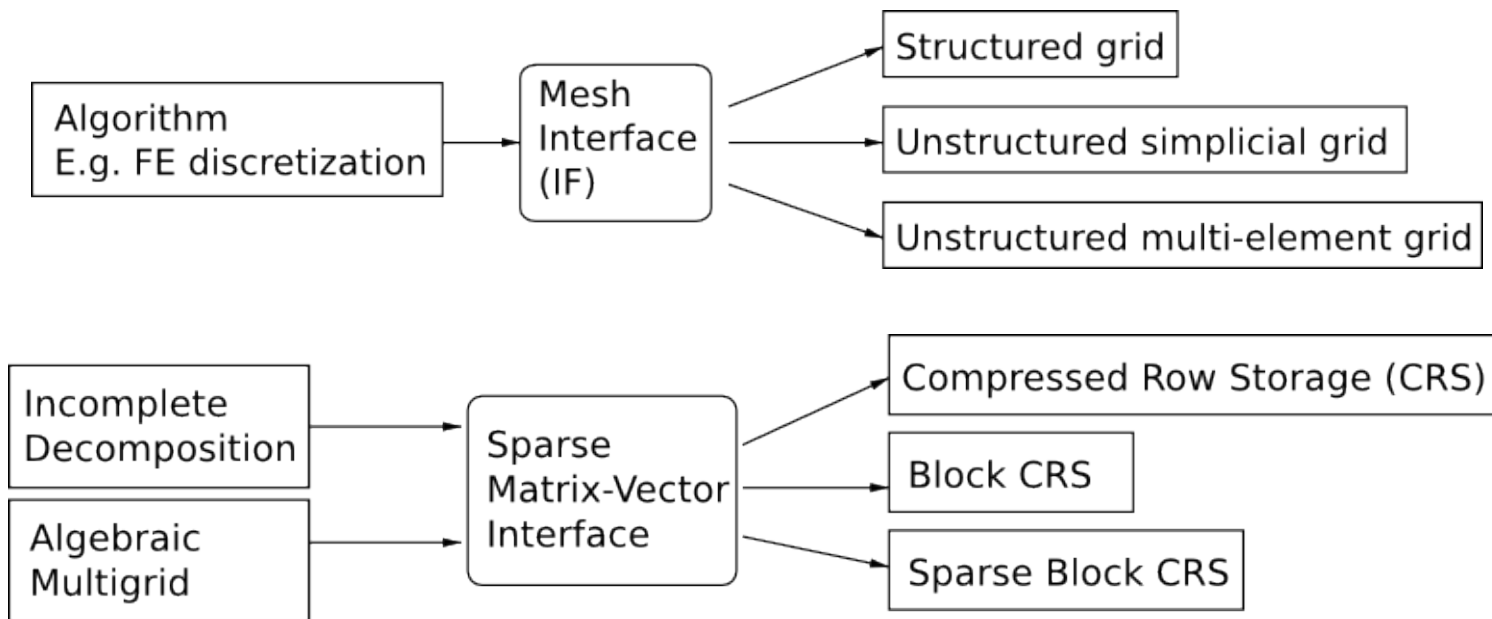 Algorithm
E.g. FE discretization
Mesh
Interface
(IF)
Structured grid
Unstructured simplicial grid
Unstructured multi-element grid
Incomplete
Decomposition
Algebraic
Multigrid
Sparse
Matrix-Vector
Interface
Compressed Row Storage (CRS)
Block CRS
Sparse Block CRS